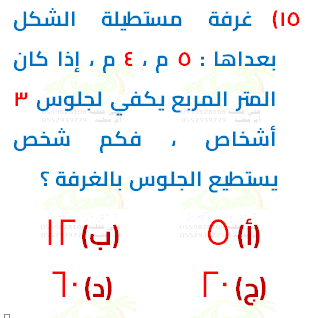 ١٥) غرفة مستطيلة الشكل
بعداها : ٥ م ، ٤ م ، إذا كان
المتر المربع يكفي لجلوس ٣
أشخاص ، فكم شخص
يستطيع الجلوس بالغرفة ؟
(أ) ٥ (ب) ١٢
(ج) ٢٠ (د) ٦٠